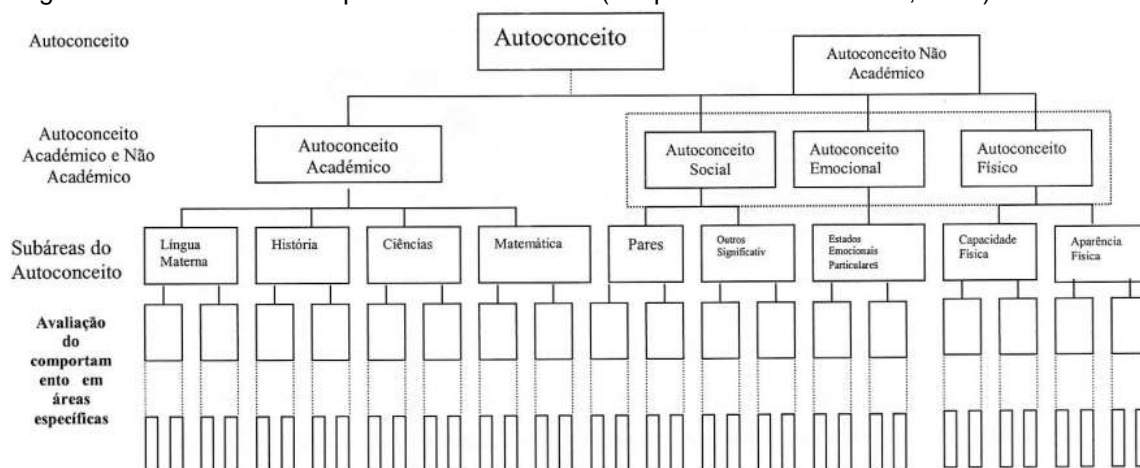 Autoconceito
Autoconceito
Autoconceito Não
Académico
Autoconceito
Académico e Não
Académico
Autoconceito
Académico
Autoconceito
Social
Autoconceito
Emocional
Autoconceito
Físico
Subáreas do
Autoconceito
Língua
Materna
História
Ciências
Matemática
Pares
Outros
Significativ
Estados
Emocionais
Particulares
Capacidade
Física
Aparência
Física
Avaliação
do
comportam
ento em
áreas
específicas